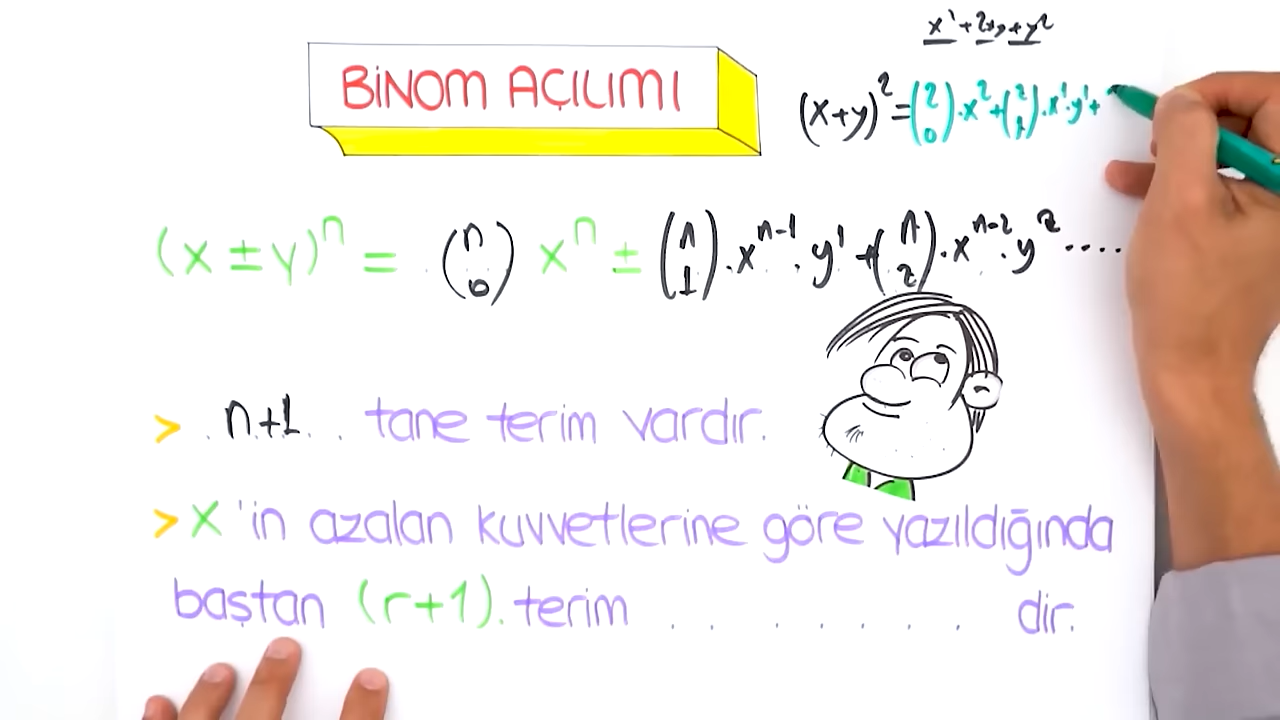 x¹+2xy+y²
BİNOM AÇILIMI
(x+y)² = (2 0)·x² + (2 1)·x¹·y¹ +
(x ± y)ⁿ = (n 0) xⁿ ± (n 1)·xⁿ⁻¹·y¹ + (n 2)·xⁿ⁻²·y² ....
> . n+1 . . tane terim vardır.
> x 'in azalan kuvvetlerine göre yazıldığında
baştan (r+1). terim . . . . . . . dir.